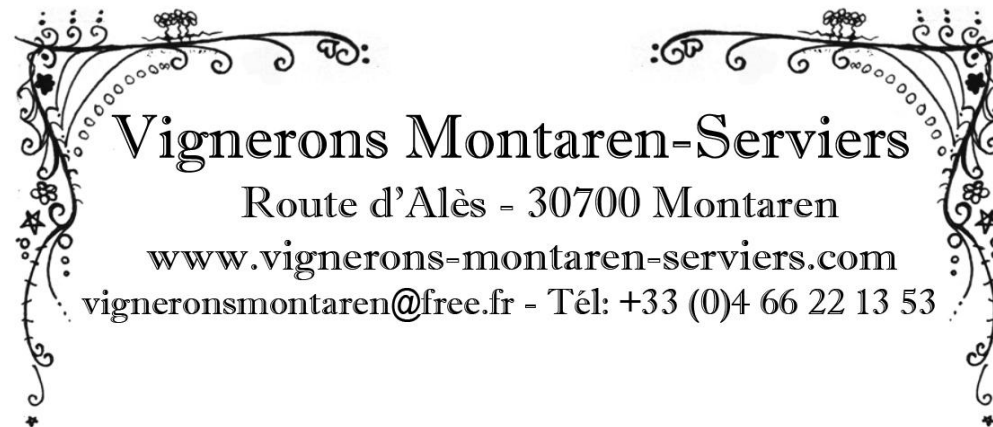 Vignerons Montaren-Serviers
Route d'Alès - 30700 Montaren
www.vignerons-montaren-serviers.com
vigneronsmontaren@free.fr - Tél: +33 (0)4 66 22 13 53